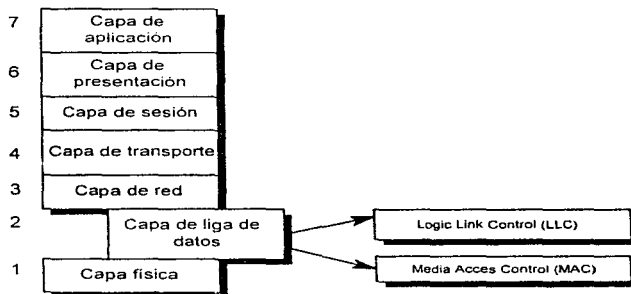 7 Capa de
aplicación
6 Capa de
presentación
5 Capa de sesión
4 Capa de transporte
3 Capa de red
2 Capa de liga de
datos
Logic Link Control (LLC)
1 Capa física
Media Acces Control (MAC)